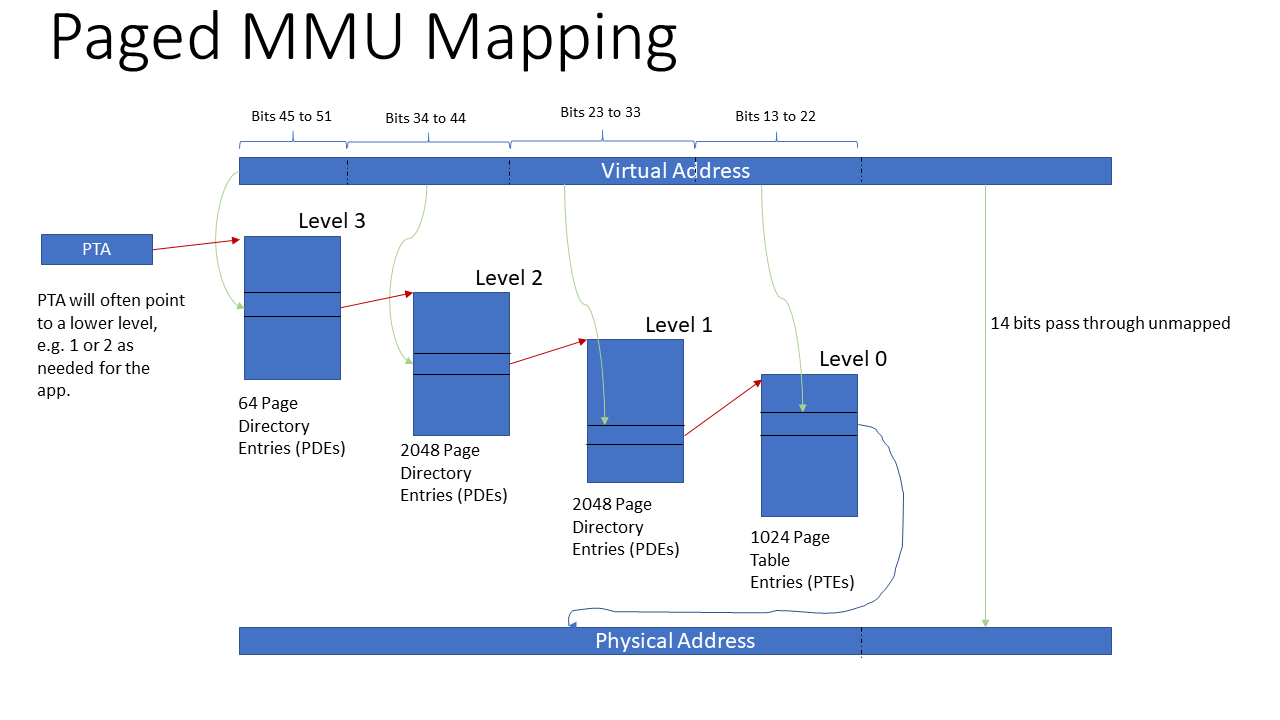 Paged MMU Mapping
Bits 45 to 51
Bits 34 to 44
Bits 23 to 33
Bits 13 to 22
Virtual Address
Level 3
PTA
PTA will often point
to a lower level,
e.g. 1 or 2 as
needed for the
app.
64 Page
Directory
Entries (PDEs)
Level 2
2048 Page
Directory
Entries (PDEs)
Level 1
2048 Page
Directory
Entries (PDEs)
Level 0
1024 Page
Table
Entries (PTEs)
14 bits pass through unmapped
Physical Address